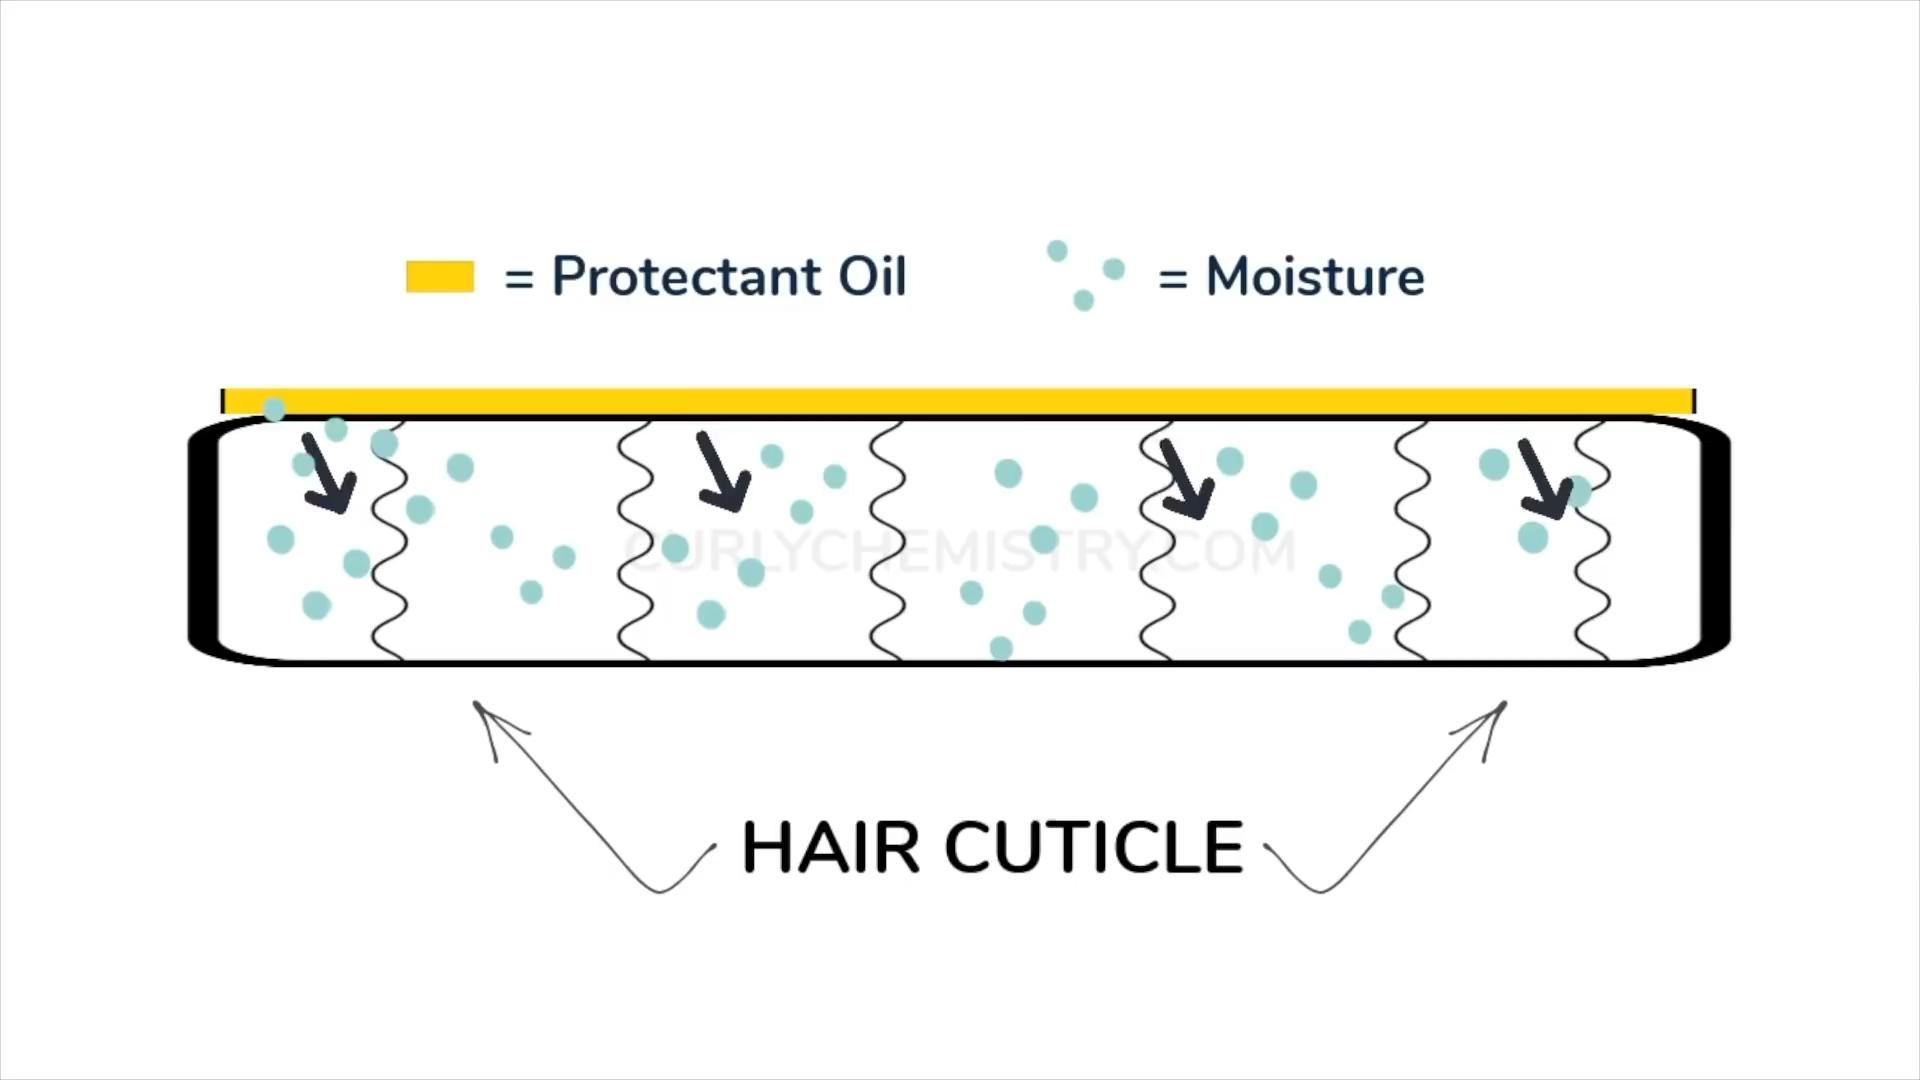 = Protectant Oil
= Moisture
CURLYCHEMISTRY.COM
HAIR CUTICLE